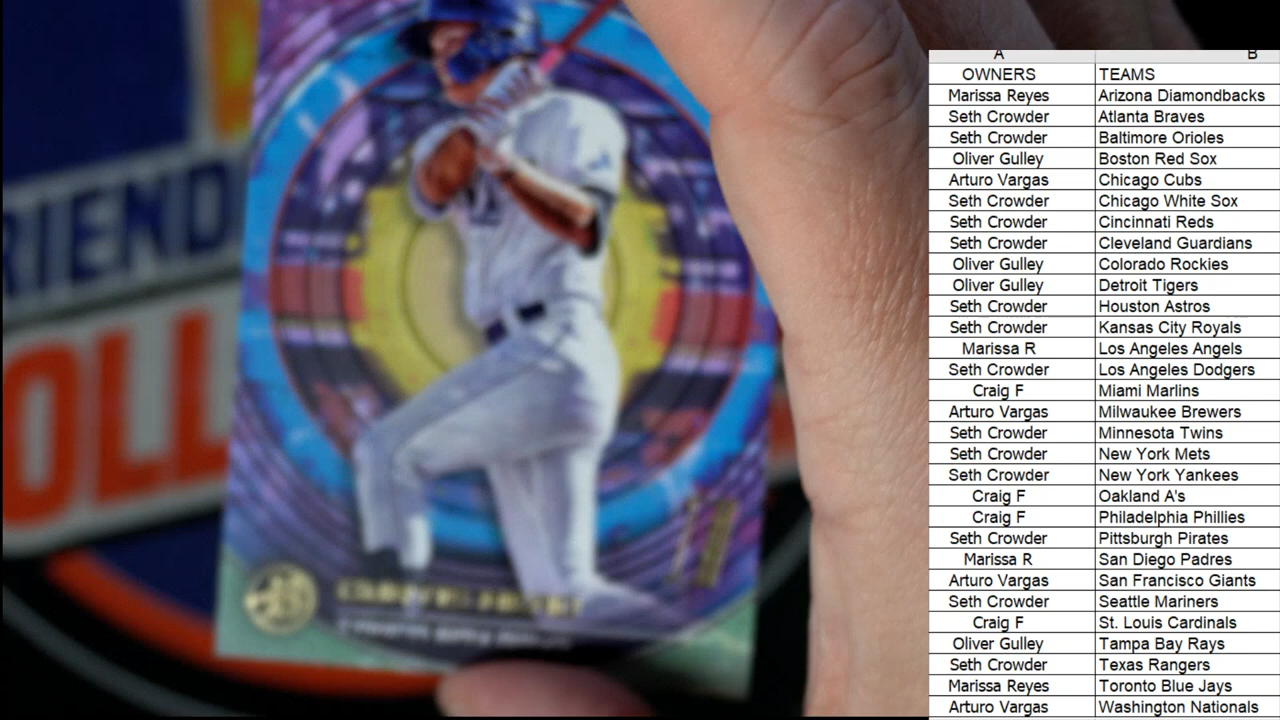 RIEND
OLL
A B
OWNERS TEAMS
Marissa Reyes Arizona Diamondbacks
Seth Crowder Atlanta Braves
Seth Crowder Baltimore Orioles
Oliver Gulley Boston Red Sox
Arturo Vargas Chicago Cubs
Seth Crowder Chicago White Sox
Seth Crowder Cincinnati Reds
Seth Crowder Cleveland Guardians
Oliver Gulley Colorado Rockies
Oliver Gulley Detroit Tigers
Seth Crowder Houston Astros
Seth Crowder Kansas City Royals
Marissa R Los Angeles Angels
Seth Crowder Los Angeles Dodgers
Craig F Miami Marlins
Arturo Vargas Milwaukee Brewers
Seth Crowder Minnesota Twins
Seth Crowder New York Mets
Seth Crowder New York Yankees
Craig F Oakland A's
Craig F Philadelphia Phillies
Seth Crowder Pittsburgh Pirates
Marissa R San Diego Padres
Arturo Vargas San Francisco Giants
Seth Crowder Seattle Mariners
Craig F St. Louis Cardinals
Oliver Gulley Tampa Bay Rays
Seth Crowder Texas Rangers
Marissa Reyes Toronto Blue Jays
Arturo Vargas Washington Nationals